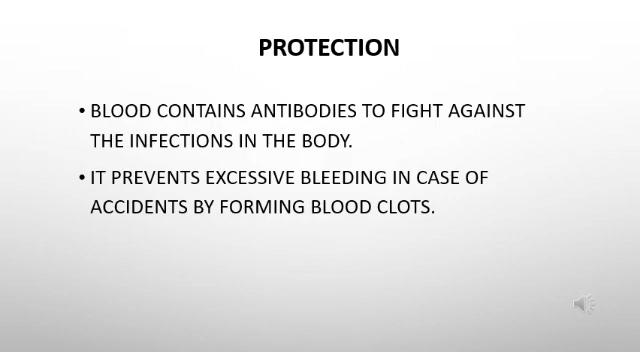 PROTECTION
• BLOOD CONTAINS ANTIBODIES TO FIGHT AGAINST
THE INFECTIONS IN THE BODY.
• IT PREVENTS EXCESSIVE BLEEDING IN CASE OF
ACCIDENTS BY FORMING BLOOD CLOTS.